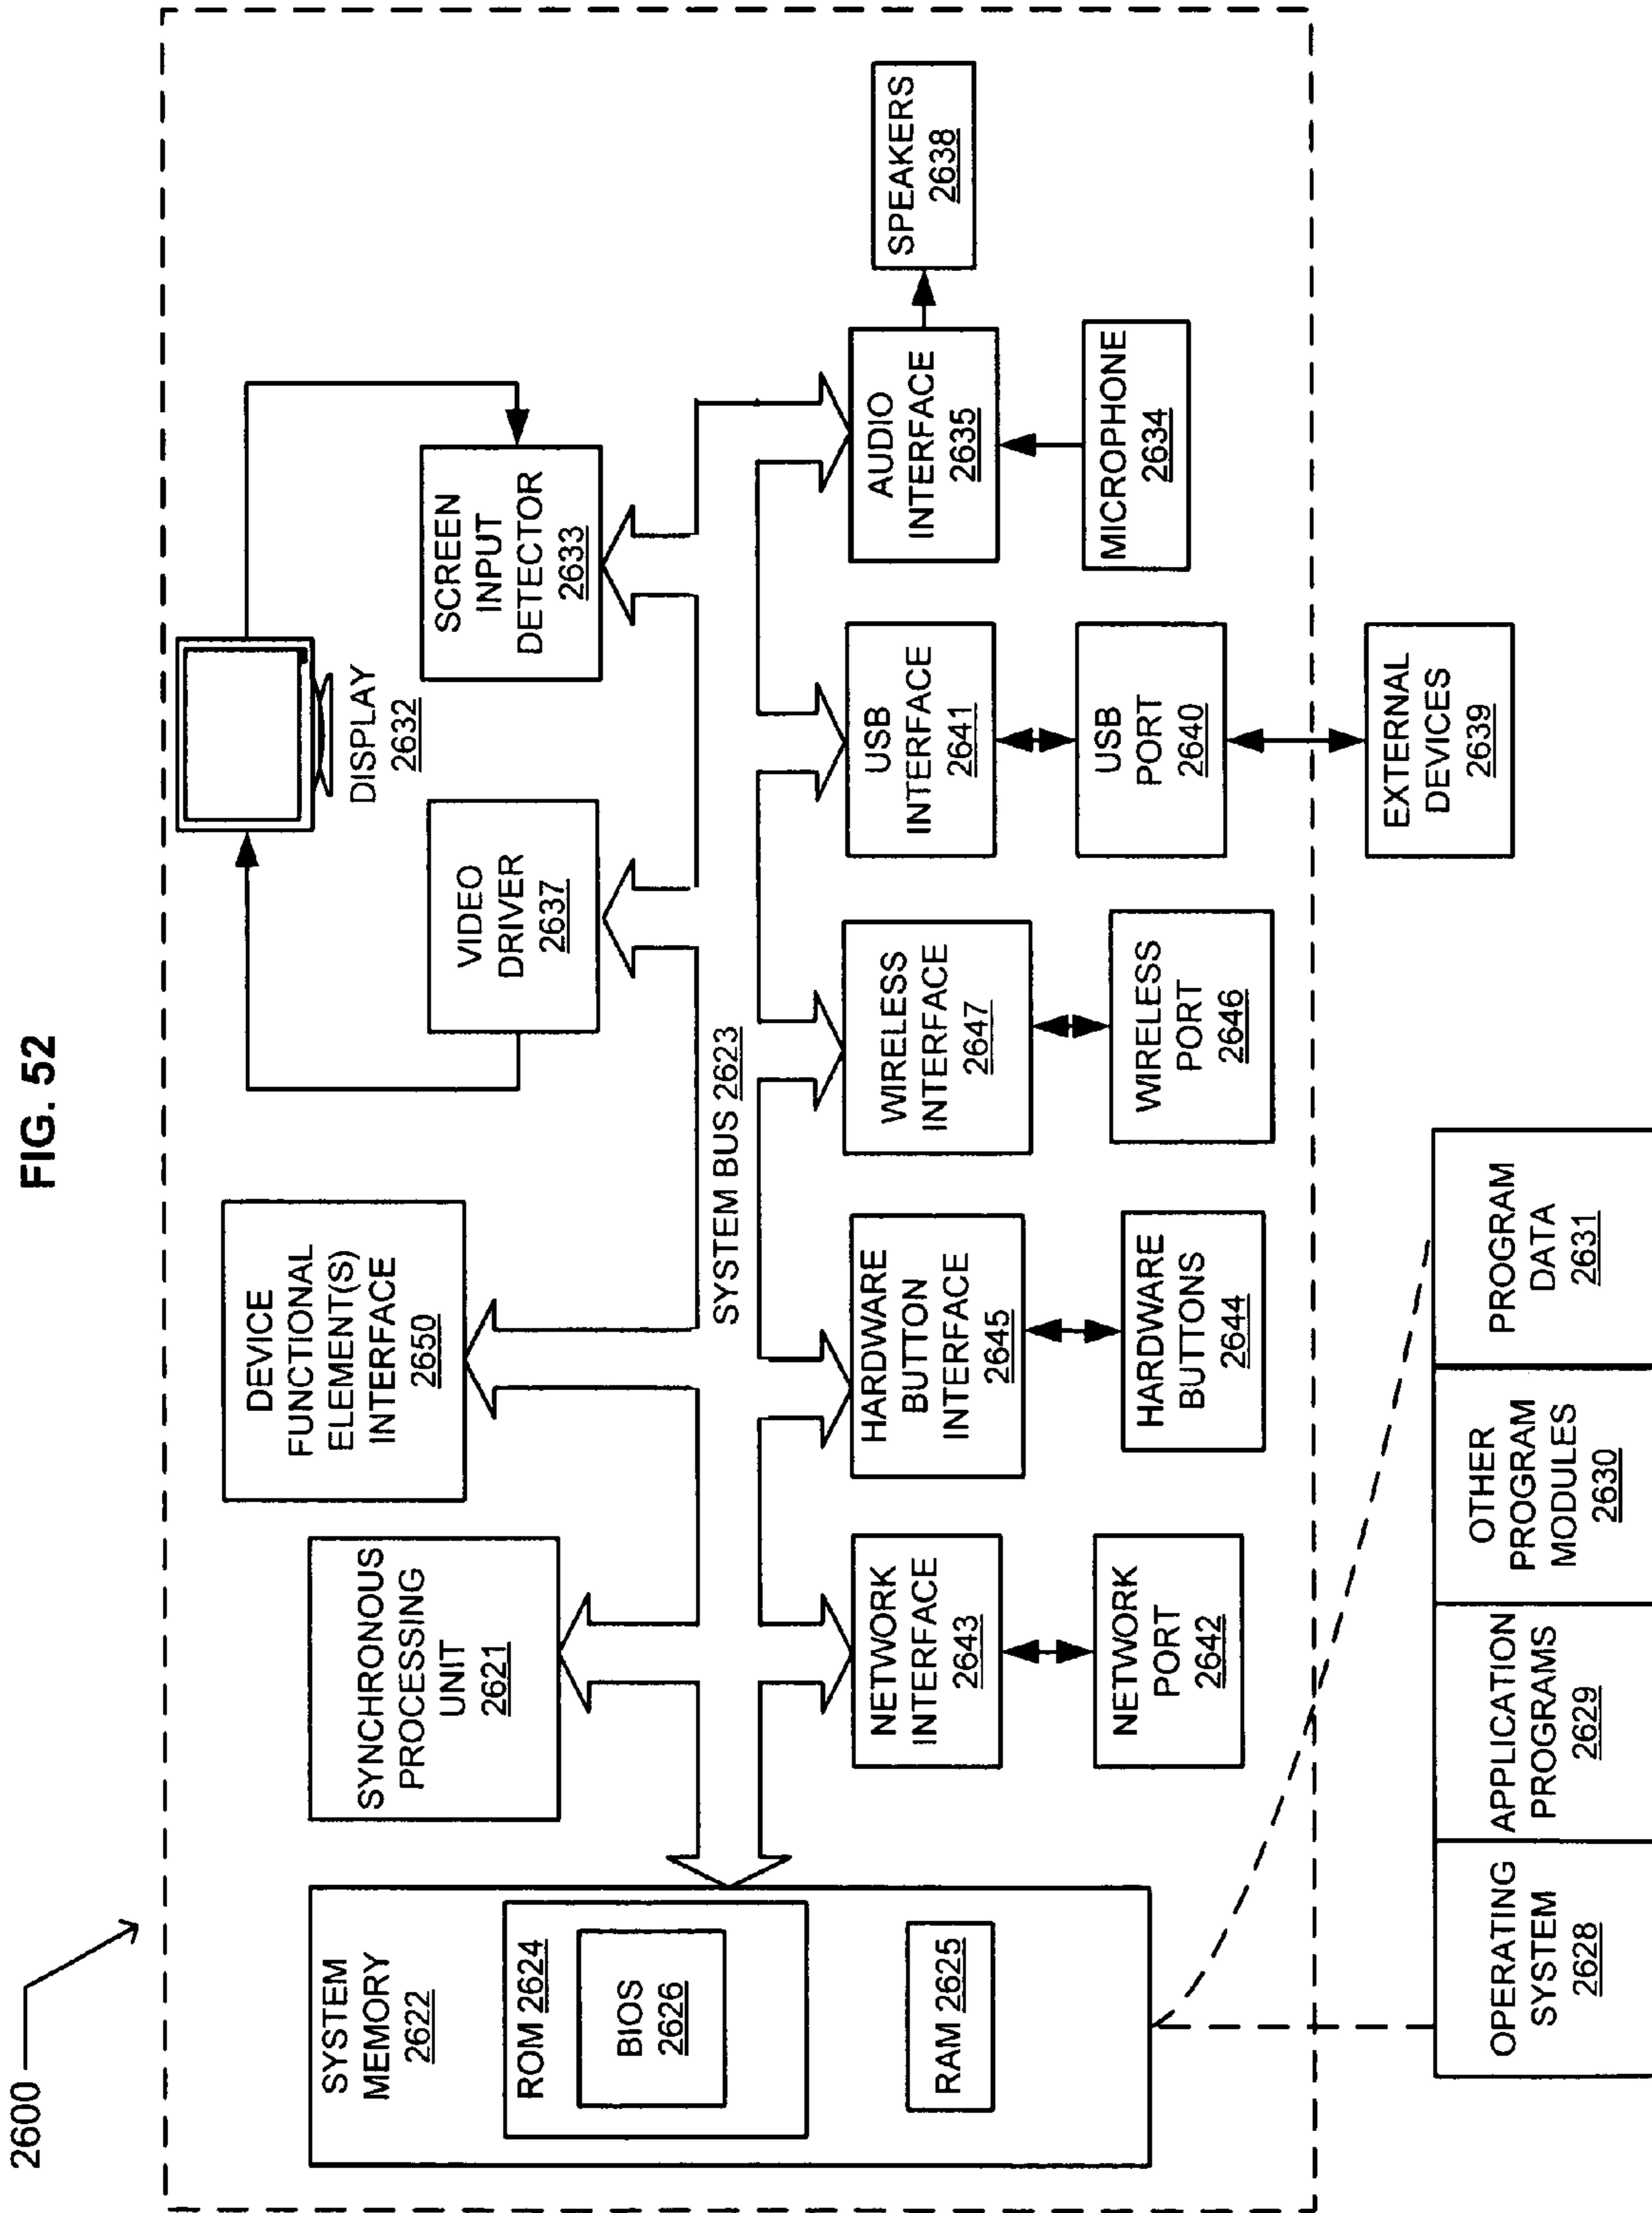 FIG. 52
2600
DISPLAY
2632
DEVICE
FUNCTIONAL
ELEMENT(S)
INTERFACE
2650
SYNCHRONOUS
PROCESSING
UNIT
2621
VIDEO
DRIVER
2637
SCREEN
INPUT
DETECTOR
2633
SYSTEM
MEMORY
2622
ROM 2624
BIOS
2626
RAM 2625
SYSTEM BUS 2623
NETWORK
INTERFACE
2643
HARDWARE
BUTTON
INTERFACE
2645
WIRELESS
INTERFACE
2647
USB
INTERFACE
2641
AUDIO
INTERFACE
2635
SPEAKERS
2638
NETWORK
PORT
2642
HARDWARE
BUTTONS
2644
WIRELESS
PORT
2646
USB
PORT
2640
MICROPHONE
2634
EXTERNAL
DEVICES
2639
OPERATING
SYSTEM
2628
APPLICATION
PROGRAMS
2629
OTHER
PROGRAM
MODULES
2630
PROGRAM
DATA
2631